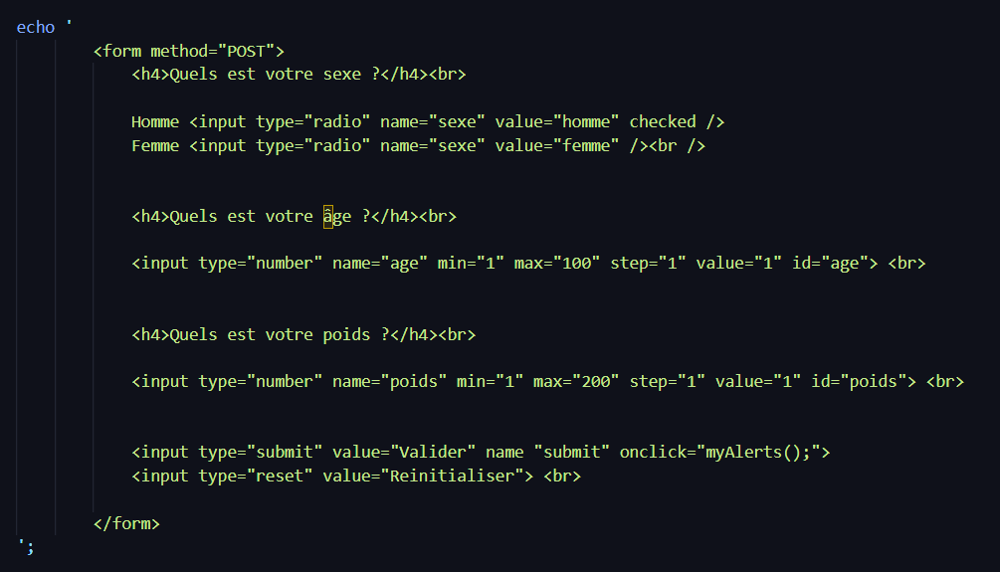 echo '
<form method="POST">
<h4>Quels est votre sexe ?</h4><br>
Homme <input type="radio" name="sexe" value="homme" checked />
Femme <input type="radio" name="sexe" value="femme" /><br />
<h4>Quels est votre âge ?</h4><br>
<input type="number" name="age" min="1" max="100" step="1" value="1" id="age"> <br>
<h4>Quels est votre poids ?</h4><br>
<input type="number" name="poids" min="1" max="200" step="1" value="1" id="poids"> <br>
<input type="submit" value="Valider" name "submit" onclick="myAlerts();">
<input type="reset" value="Reinitialiser"> <br>
</form>
';